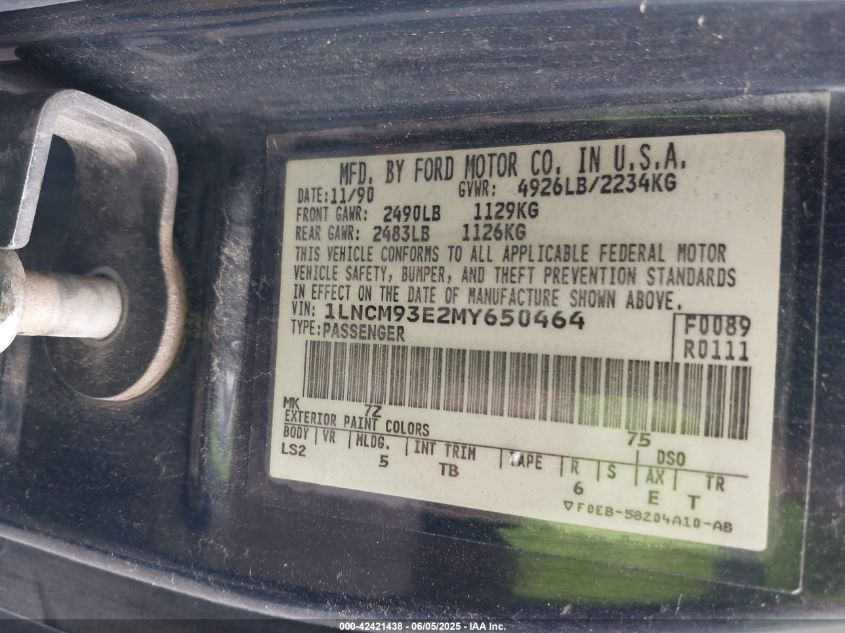 MFD. BY FORD MOTOR CO. IN U.S.A.
DATE: 11/90 GVWR: 4926LB/2234KG
FRONT GAWR: 2490LB 1129KG
REAR GAWR: 2483LB 1126KG
THIS VEHICLE CONFORMS TO ALL APPLICABLE FEDERAL MOTOR
VEHICLE SAFETY, BUMPER, AND THEFT PREVENTION STANDARDS
IN EFFECT ON THE DATE OF MANUFACTURE SHOWN ABOVE.
VIN: 1LNCM93E2MY650464 F0089
TYPE: PASSENGER R0111
MK 7Z 75
EXTERIOR PAINT COLORS DSO
BODY VR MLDG. INT TRIM TAPE R S AX TR
LS2 5 TB 6 E T
▽F0EB-58204A10-AB
000-42421438 - 06/05/2025 - IAA Inc.